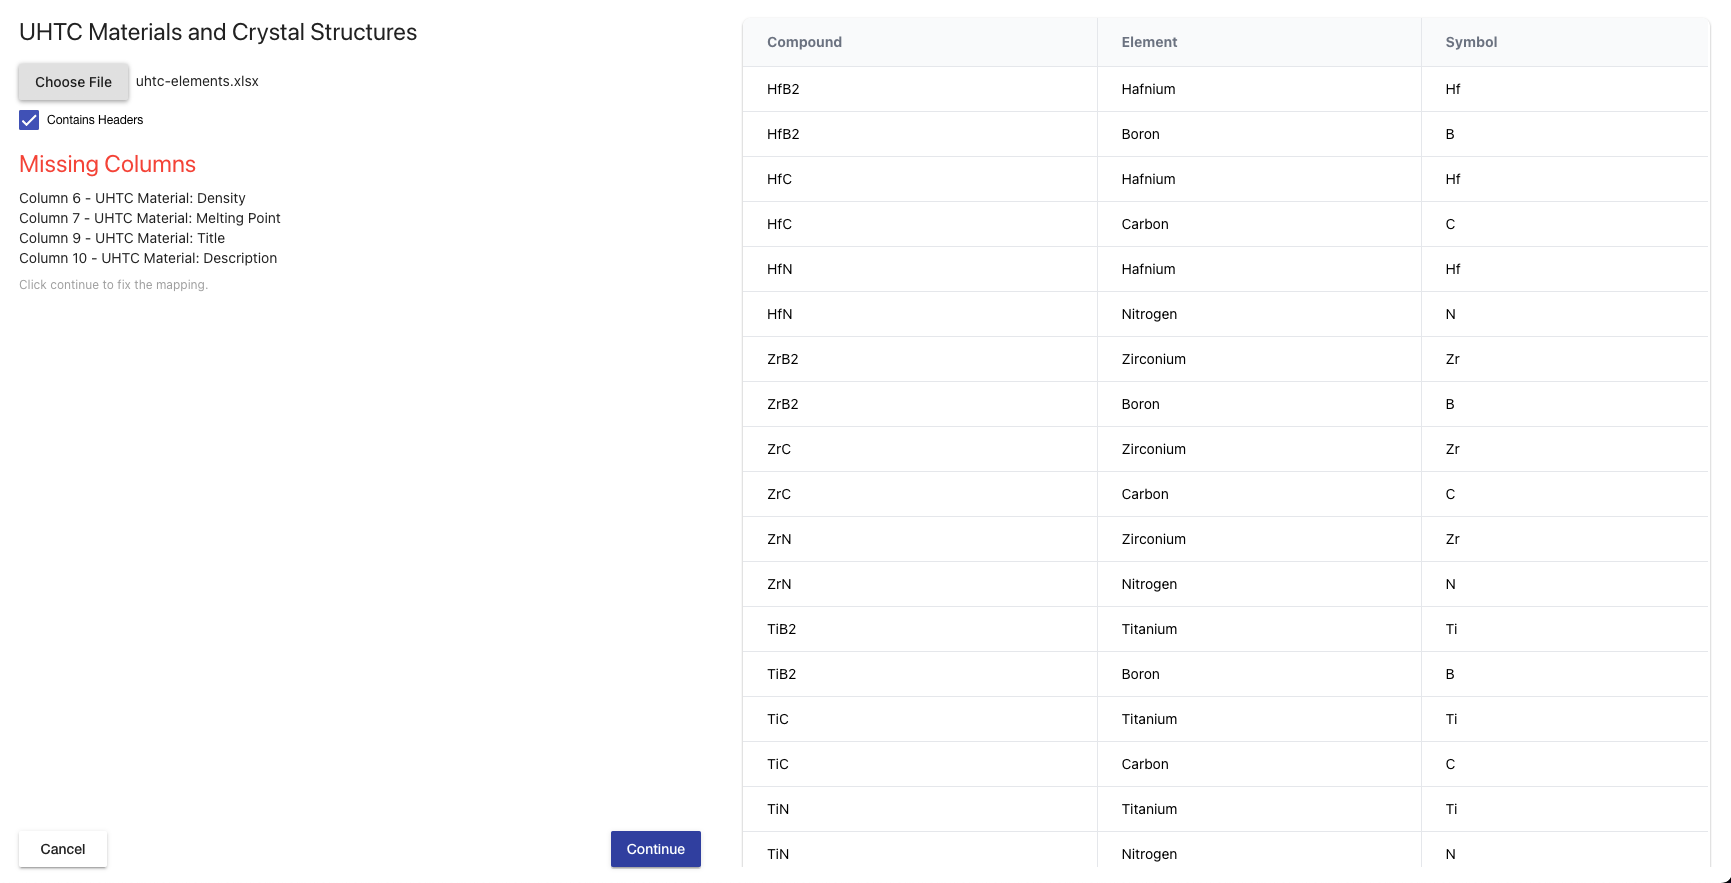 UHTC Materials and Crystal Structures
Choose File uhtc-elements.xlsx
Contains Headers
Missing Columns
Column 6 - UHTC Material: Density
Column 7 - UHTC Material: Melting Point
Column 9 - UHTC Material: Title
Column 10 - UHTC Material: Description
Click continue to fix the mapping.
Cancel Continue
Compound Element Symbol
HfB2 Hafnium Hf
HfB2 Boron B
HfC Hafnium Hf
HfC Carbon C
HfN Hafnium Hf
HfN Nitrogen N
ZrB2 Zirconium Zr
ZrB2 Boron B
ZrC Zirconium Zr
ZrC Carbon C
ZrN Zirconium Zr
ZrN Nitrogen N
TiB2 Titanium Ti
TiB2 Boron B
TiC Titanium Ti
TiC Carbon C
TiN Titanium Ti
TiN Nitrogen N